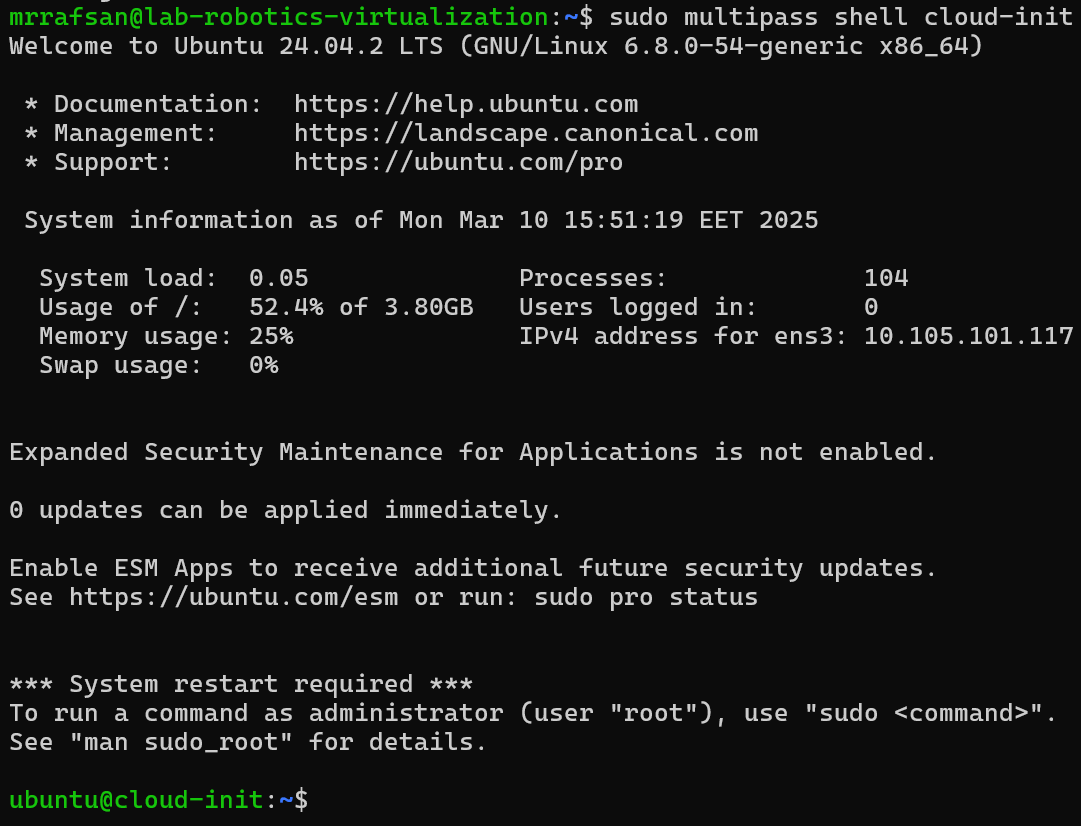 mrrafsan@lab-robotics-virtualization:~$ sudo multipass shell cloud-init
Welcome to Ubuntu 24.04.2 LTS (GNU/Linux 6.8.0-54-generic x86_64)
* Documentation:  https://help.ubuntu.com
* Management:     https://landscape.canonical.com
* Support:        https://ubuntu.com/pro
System information as of Mon Mar 10 15:51:19 EET 2025
System load:  0.05              Processes:             104
Usage of /:   52.4% of 3.80GB   Users logged in:       0
Memory usage: 25%               IPv4 address for ens3: 10.105.101.117
Swap usage:   0%
Expanded Security Maintenance for Applications is not enabled.
0 updates can be applied immediately.
Enable ESM Apps to receive additional future security updates.
See https://ubuntu.com/esm or run: sudo pro status
*** System restart required ***
To run a command as administrator (user "root"), use "sudo <command>".
See "man sudo_root" for details.
ubuntu@cloud-init:~$